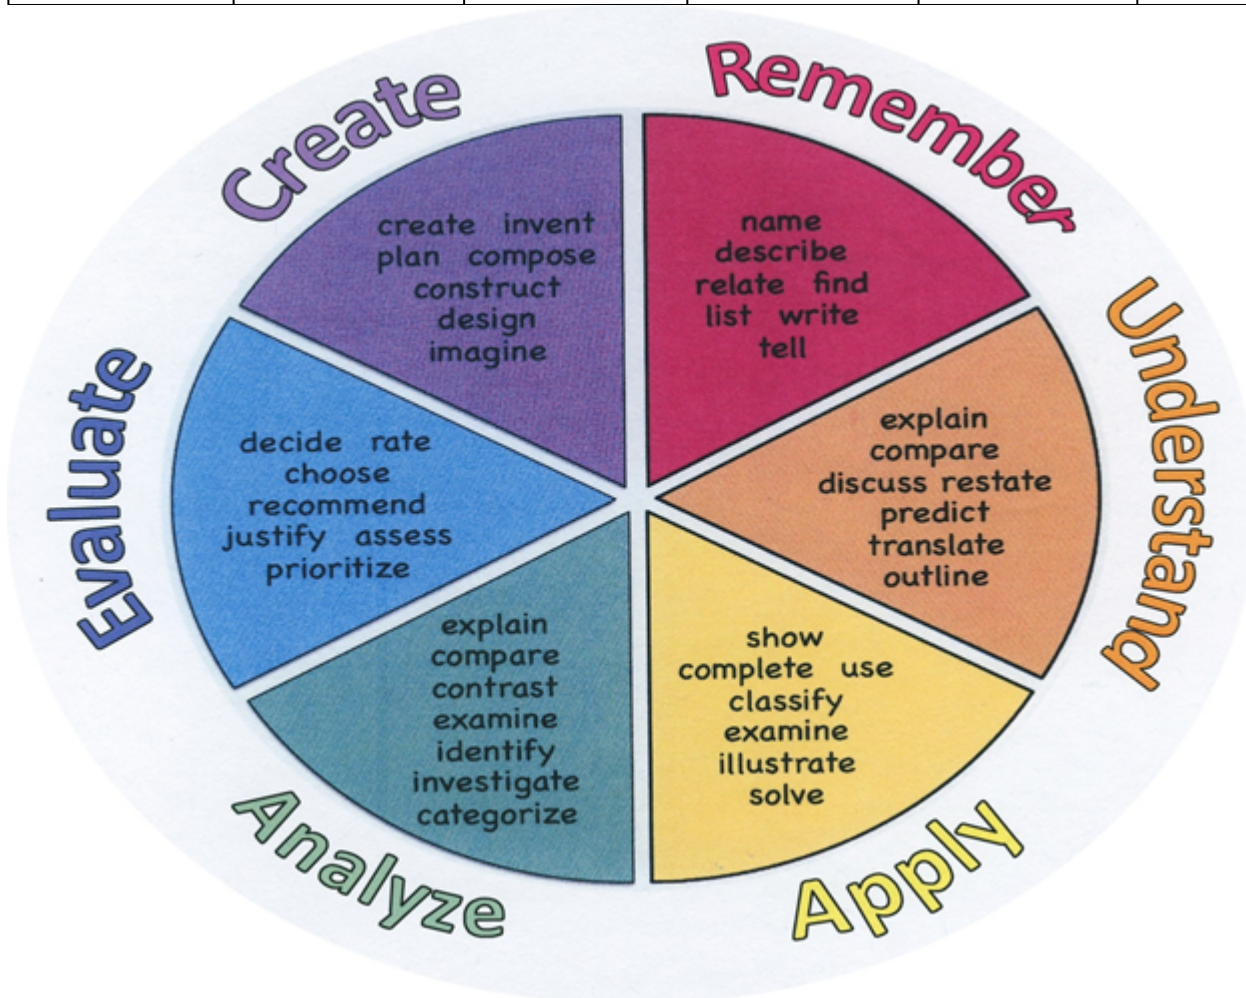 Remember
name
describe
relate find
list write
tell
Understand
explain
compare
discuss restate
predict
translate
outline
Apply
show
complete use
classify
examine
illustrate
solve
Analyze
explain
compare
contrast
examine
identify
investigate
categorize
Evaluate
decide rate
choose
recommend
justify assess
prioritize
Create
create invent
plan compose
construct
design
imagine